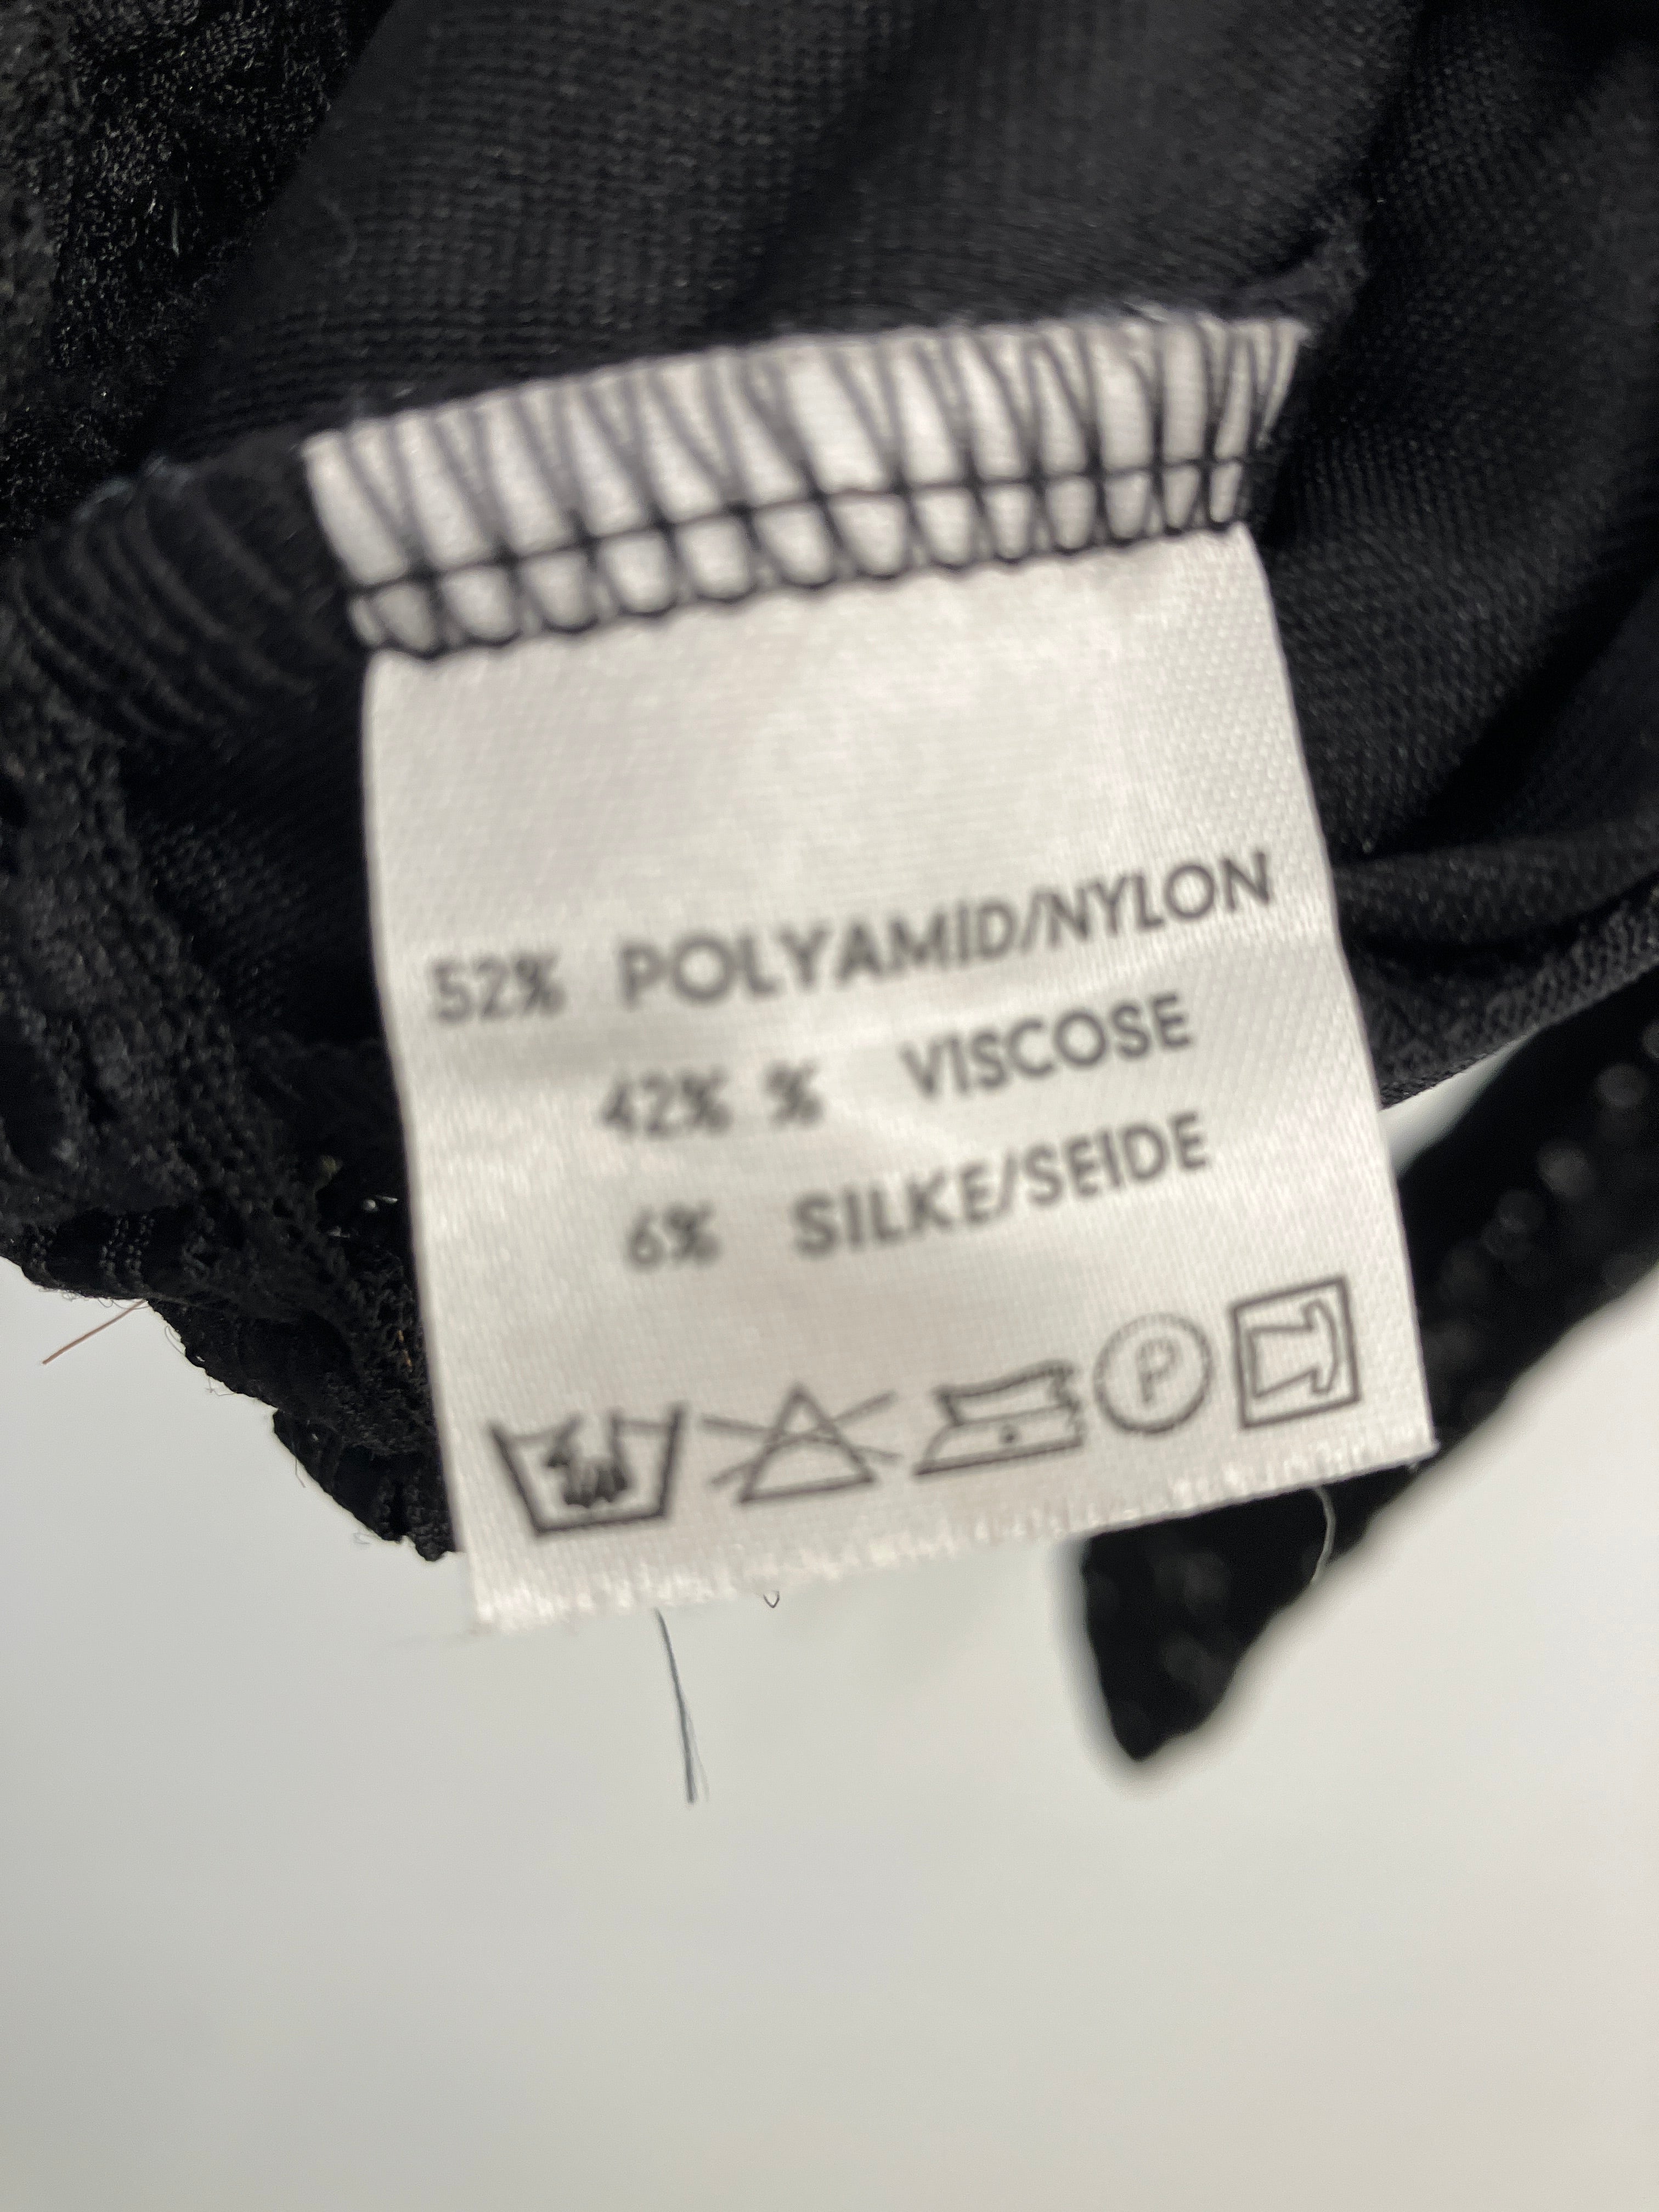 52% POLYAMID/NYLON
42% % VISCOSE
6% SILKE/SEIDE
P